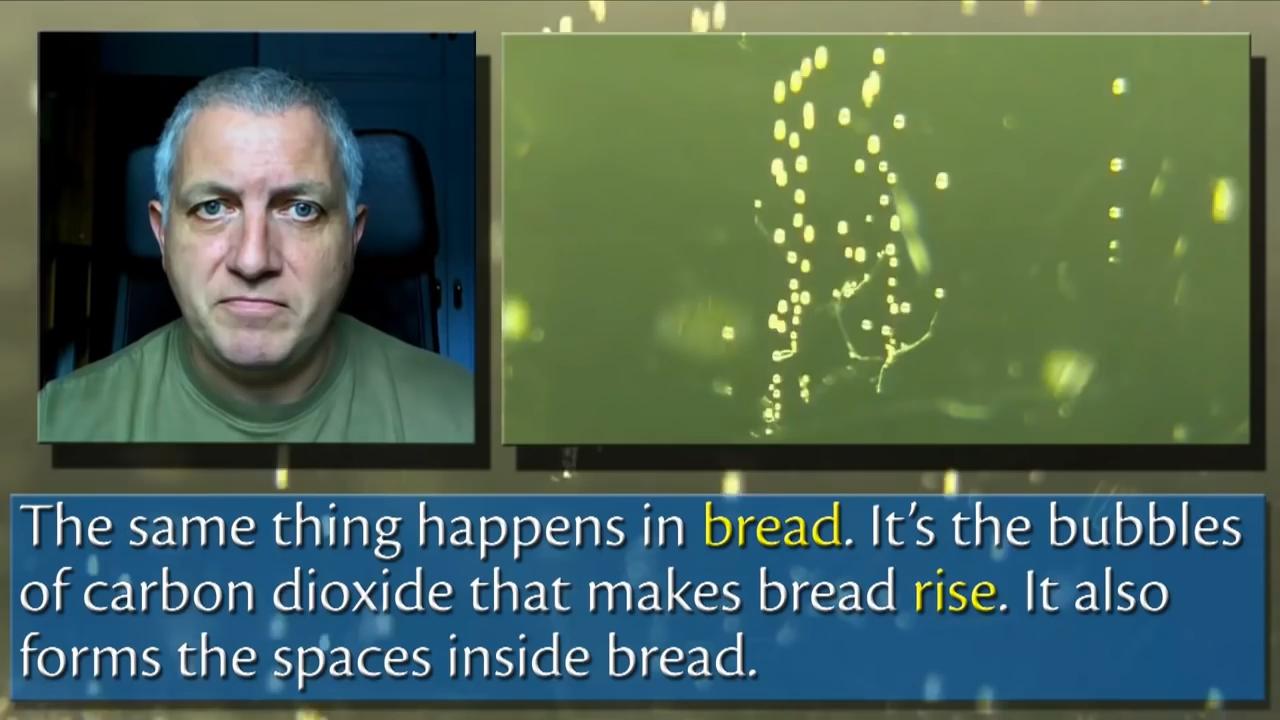 The same thing happens in bread. It's the bubbles
of carbon dioxide that makes bread rise. It also
forms the spaces inside bread.